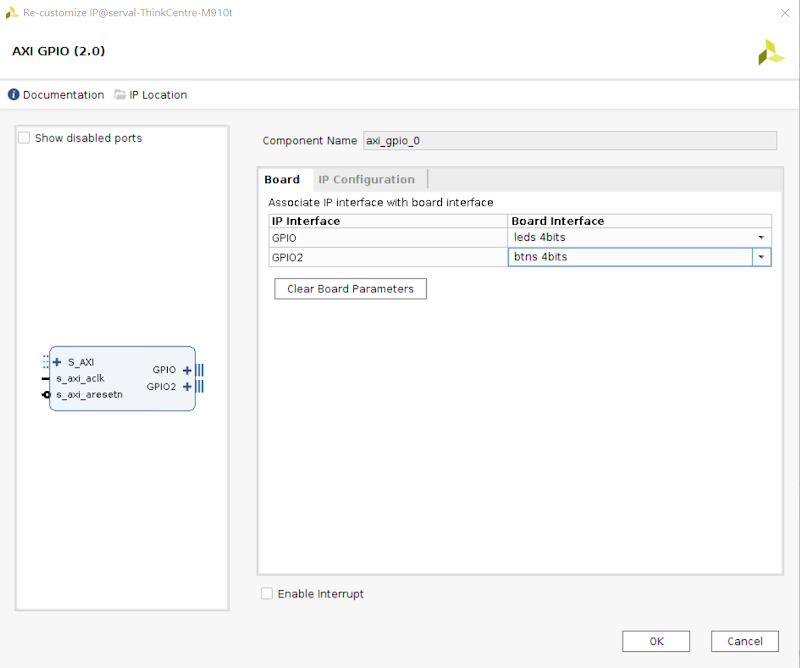 Re-customize IP@serval-ThinkCentre-M910t
AXI GPIO (2.0)
Documentation IP Location
Show disabled ports
S_AXI
s_axi_aclk
s_axi_aresetn
GPIO
GPIO2
Component Name axi_gpio_0
Board IP Configuration
Associate IP interface with board interface
IP Interface Board Interface
GPIO leds 4bits
GPIO2 btns 4bits
Clear Board Parameters
Enable Interrupt
OK Cancel